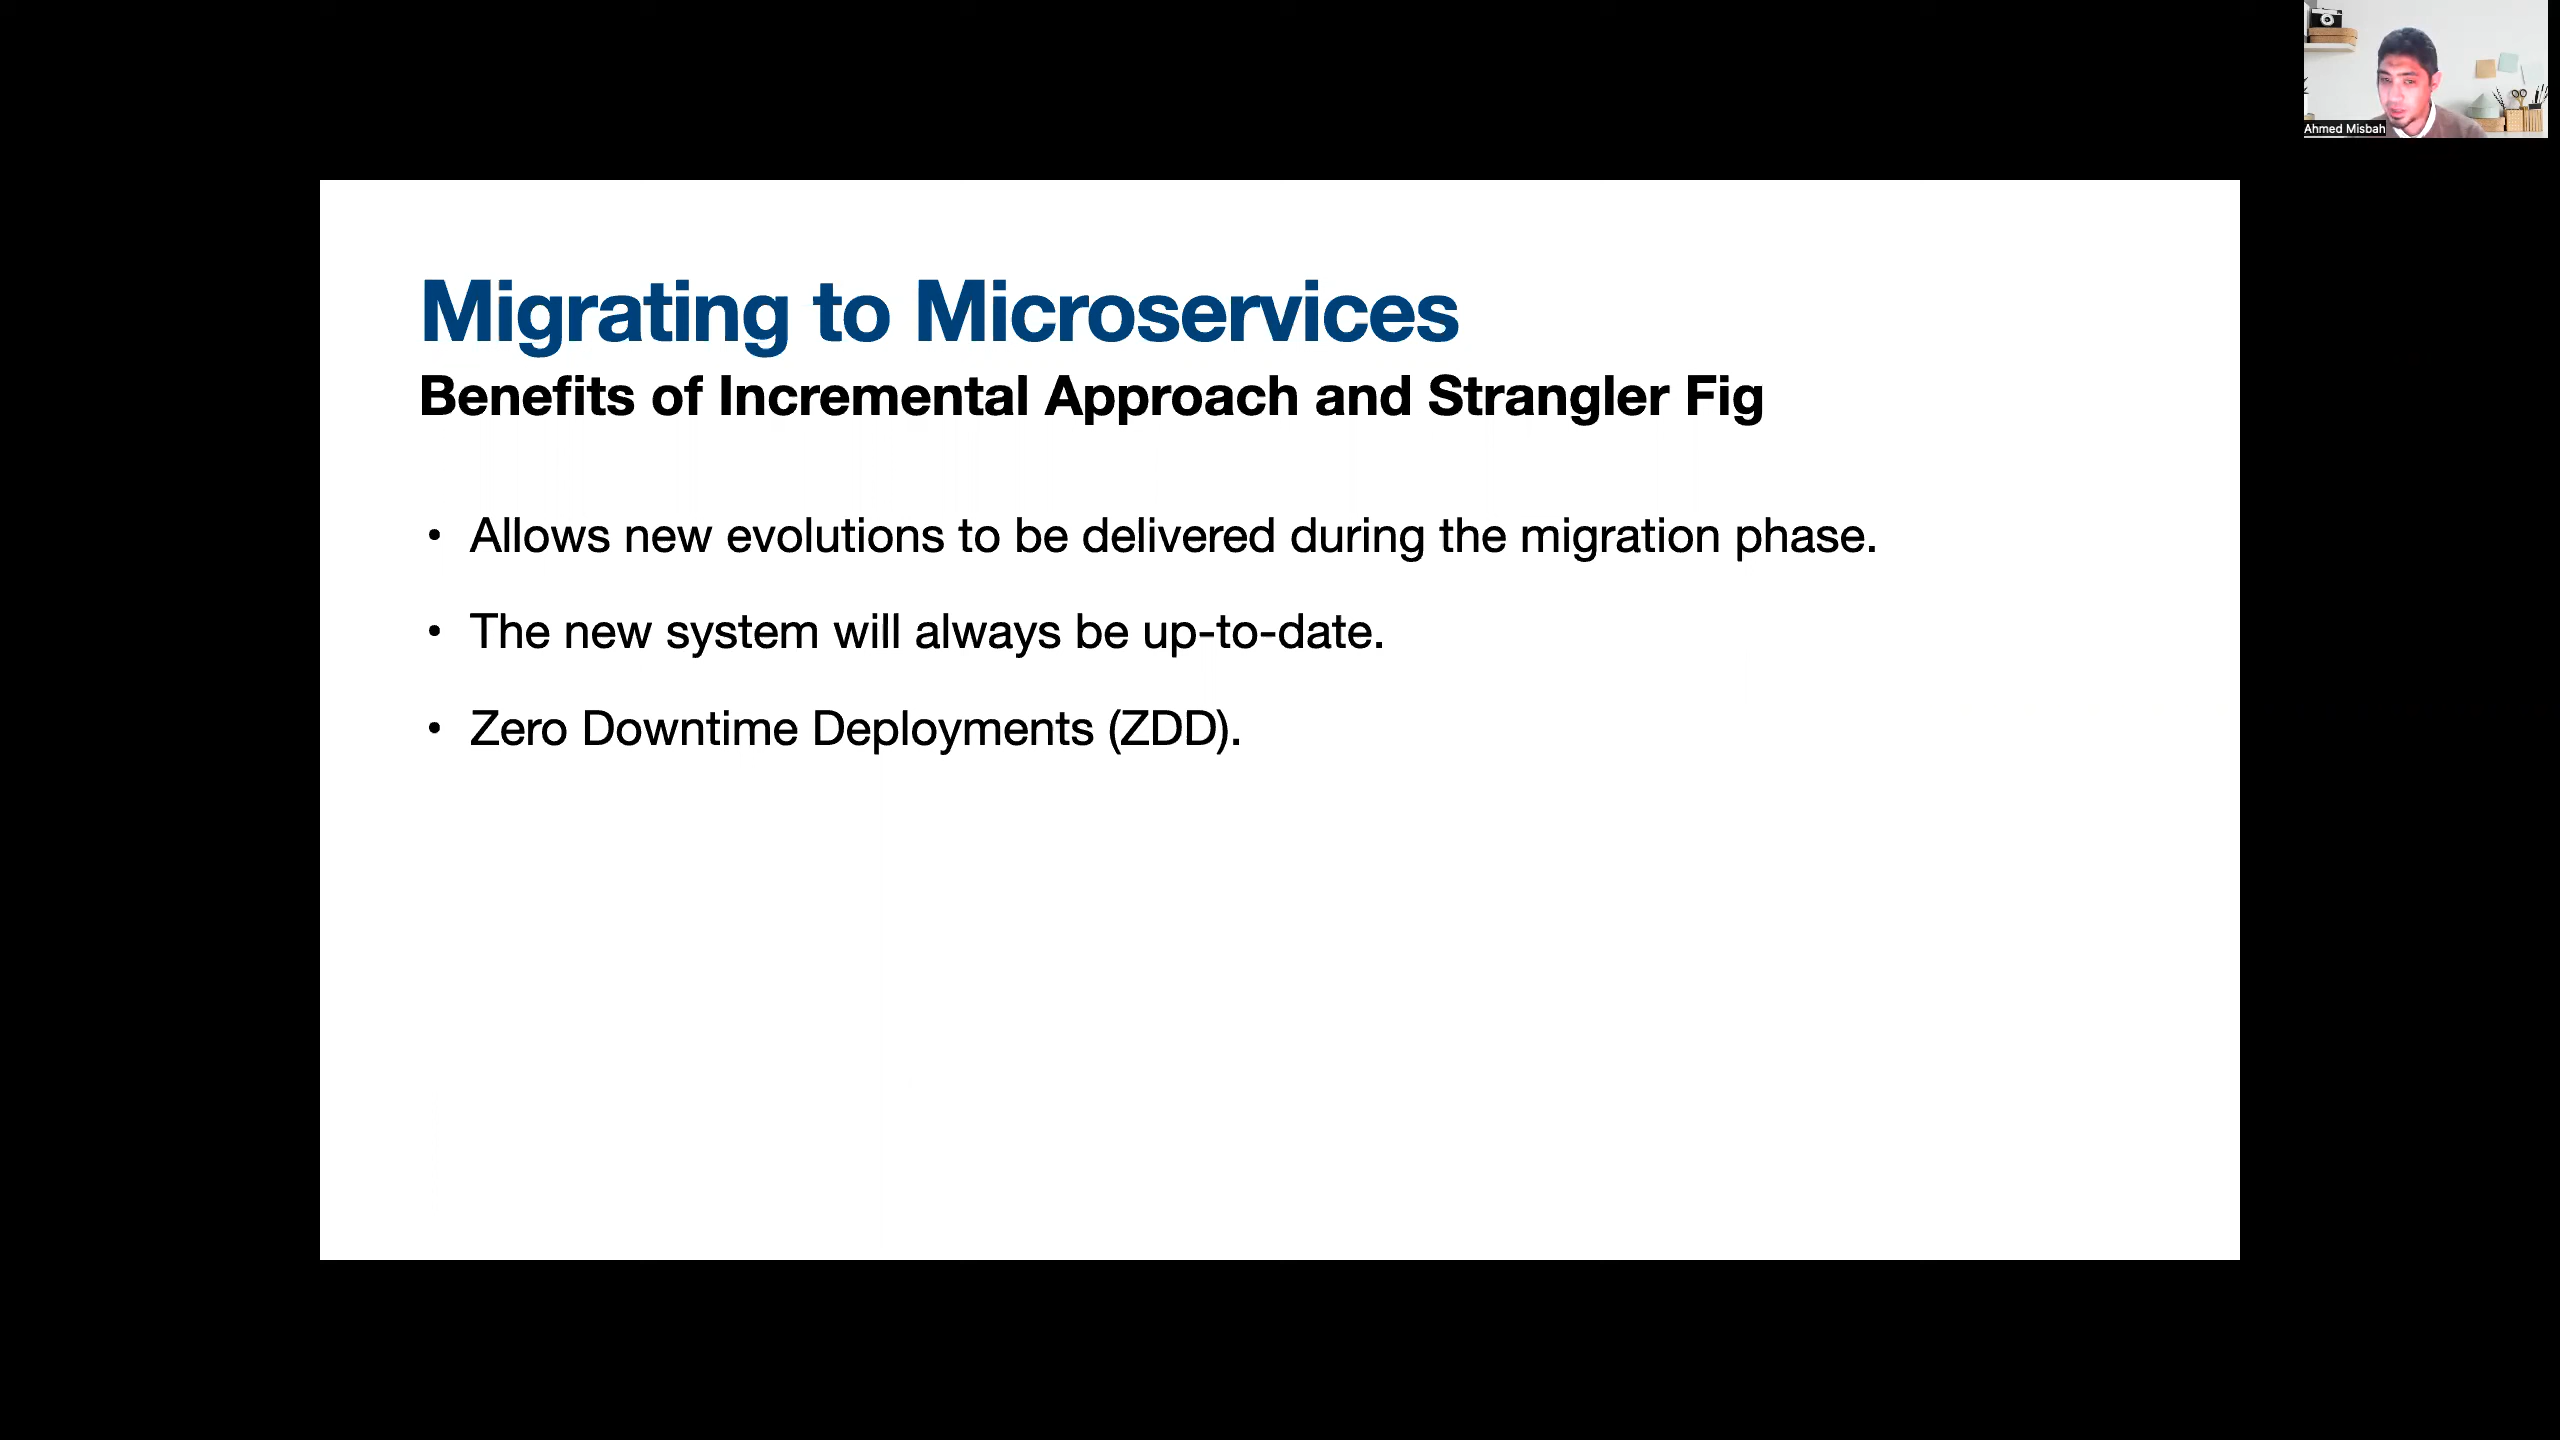 Ahmed Misbah
Migrating to Microservices
Benefits of Incremental Approach and Strangler Fig
• Allows new evolutions to be delivered during the migration phase.
• The new system will always be up-to-date.
• Zero Downtime Deployments (ZDD).